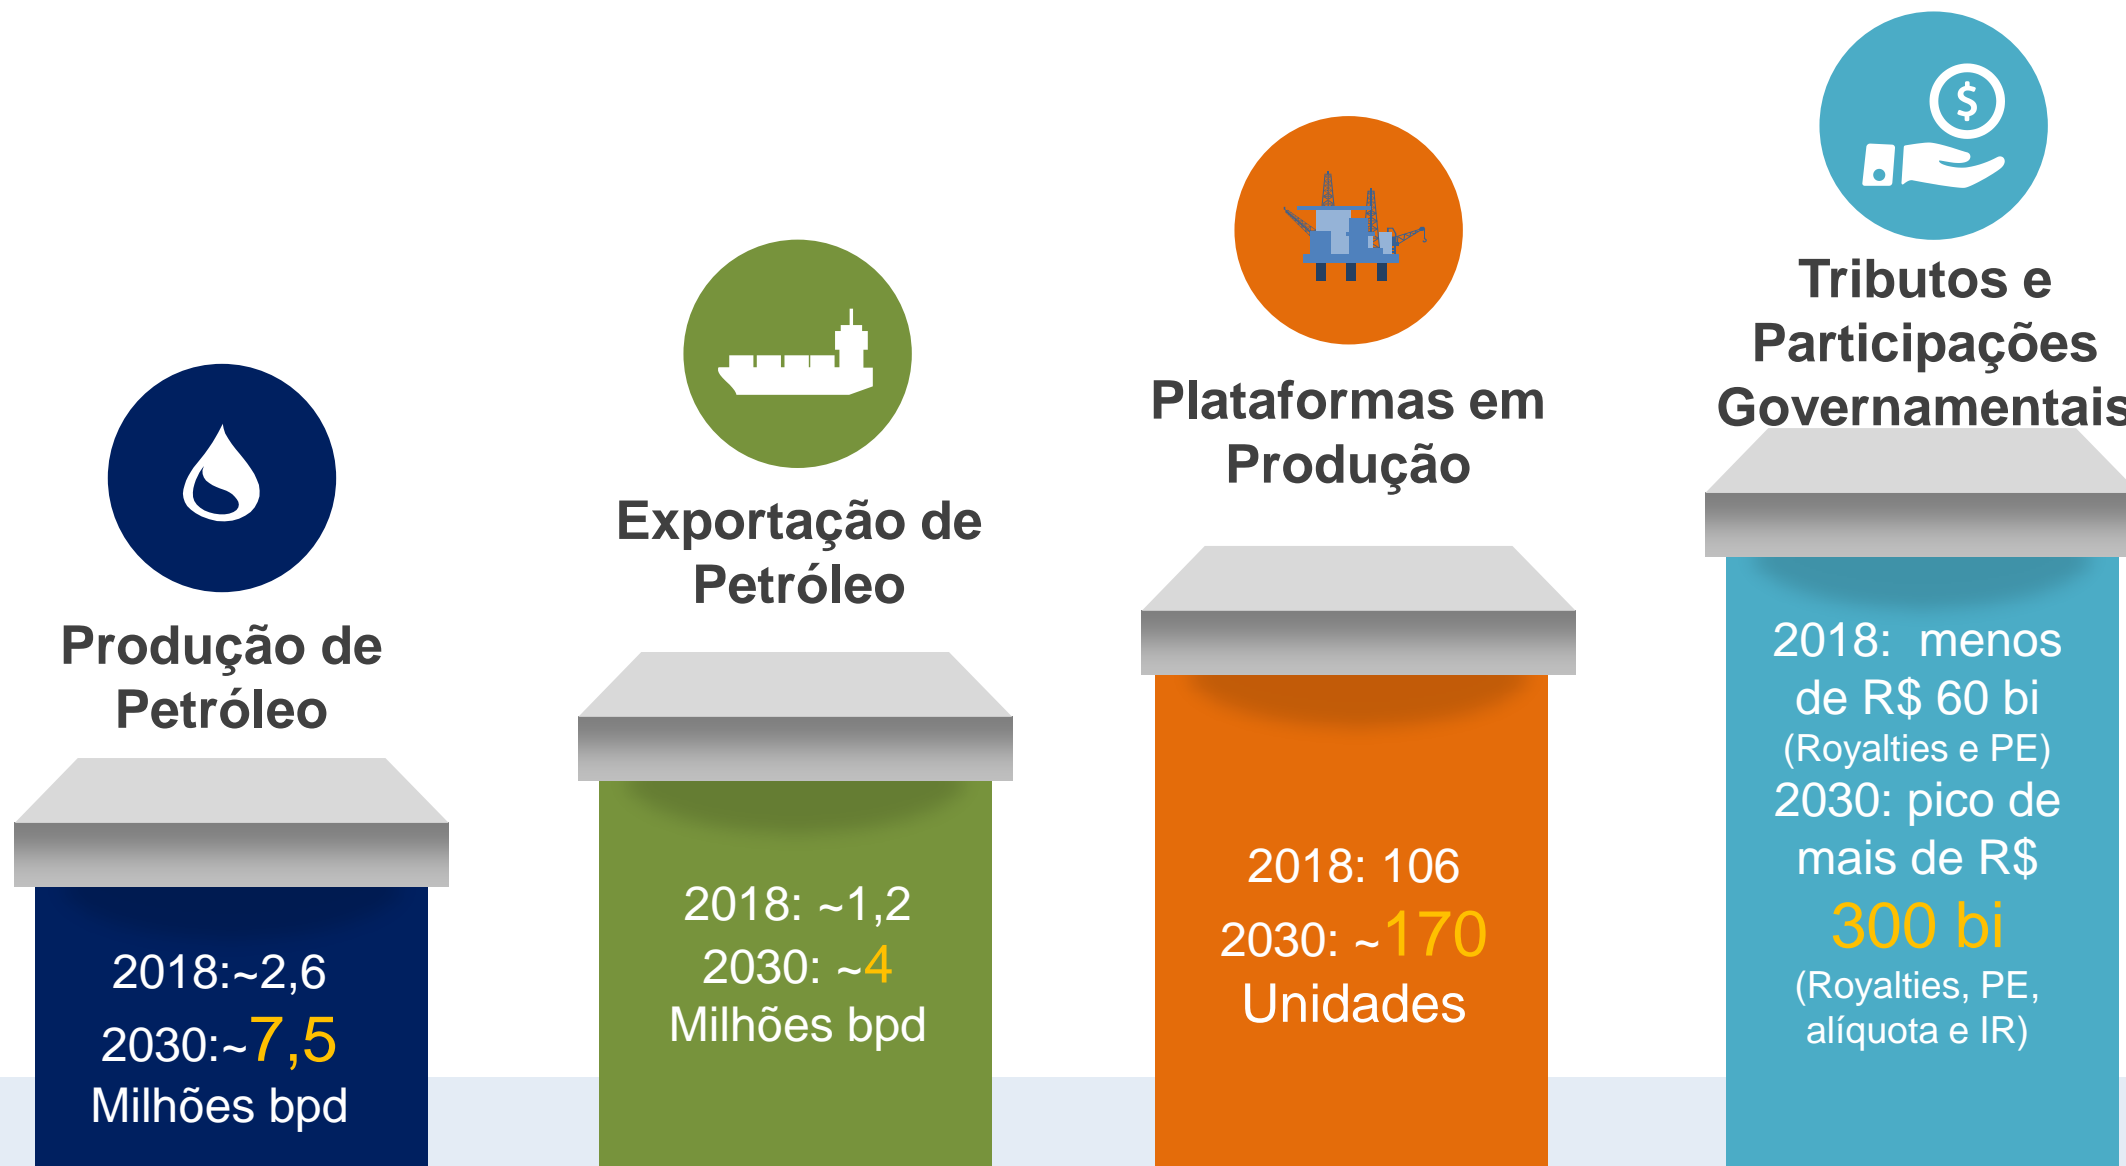 Produção de
Petróleo
2018:~2,6
2030:~7,5
Milhões bpd
Exportação de
Petróleo
2018: ~1,2
2030: ~4
Milhões bpd
Plataformas em
Produção
2018: 106
2030: ~170
Unidades
$
Tributos e
Participações
Governamentais
2018:  menos
de R$ 60 bi
(Royalties e PE)
2030: pico de
mais de R$
300 bi
(Royalties, PE,
alíquota e IR)